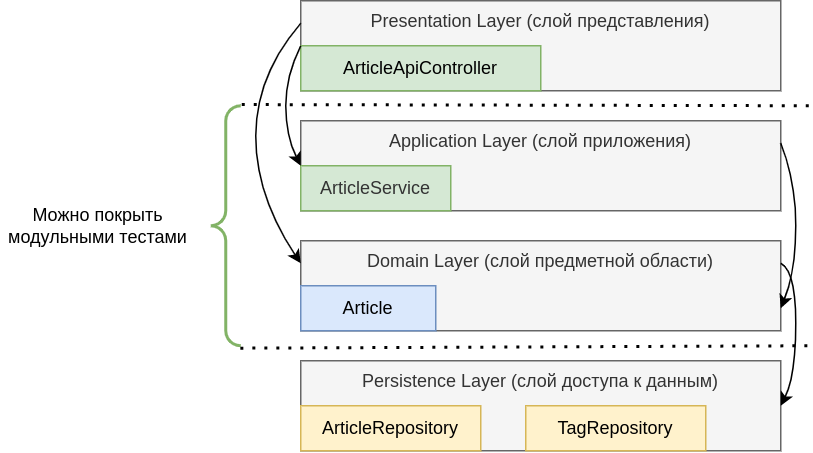 Presentation Layer (слой представления)
ArticleApiController
Application Layer (слой приложения)
ArticleService
Можно покрыть
модульными тестами
Domain Layer (слой предметной области)
Article
Persistence Layer (слой доступа к данным)
ArticleRepository
TagRepository